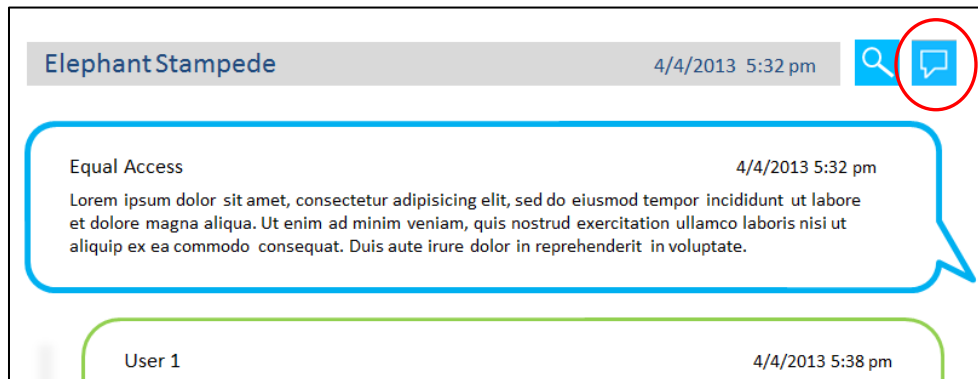 Elephant Stampede 4/4/2013 5:32 pm
Equal Access 4/4/2013 5:32 pm
Lorem ipsum dolor sit amet, consectetur adipisicing elit, sed do eiusmod tempor incididunt ut labore
et dolore magna aliqua. Ut enim ad minim veniam, quis nostrud exercitation ullamco laboris nisi ut
aliquip ex ea commodo consequat. Duis aute irure dolor in reprehenderit in voluptate.
User 1 4/4/2013 5:38 pm